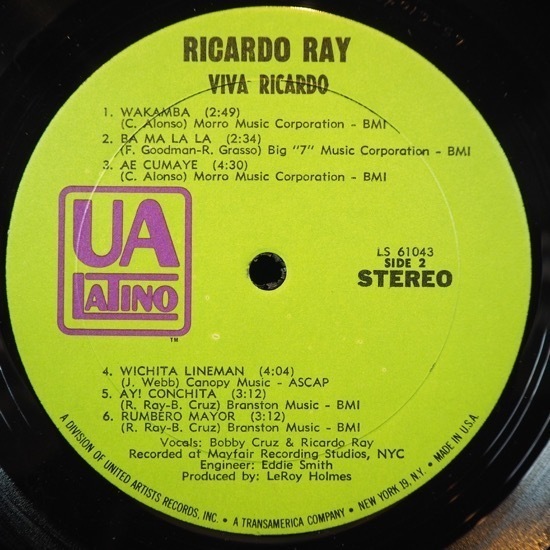 RICARDO RAY
VIVA RICARDO
1. WAKAMBA (2:49)
(C. Alonso) Morro Music Corporation - BMI
2. BA MA LA LA (2:34)
(F. Goodman-R. Grasso) Big "7" Music Corporation - BMI
3. AE CUMAYE (4:30)
(C. Alonso) Morro Music Corporation - BMI
UA
LATINO
TM
LS 61043
SIDE 2
STEREO
4. WICHITA LINEMAN (4:04)
(J. Webb) Canopy Music - ASCAP
5. AY! CONCHITA (3:12)
(R. Ray-B. Cruz) Branston Music - BMI
6. RUMBERO MAYOR (3:12)
(R. Ray-B. Cruz) Branston Music - BMI
Vocals: Bobby Cruz & Ricardo Ray
Recorded at Mayfair Recording Studios, NYC
Engineer: Eddie Smith
Produced by: LeRoy Holmes
A DIVISION OF UNITED ARTISTS RECORDS, INC. • A TRANSAMERICA COMPANY • NEW YORK 19, N.Y. • MADE IN U.S.A.